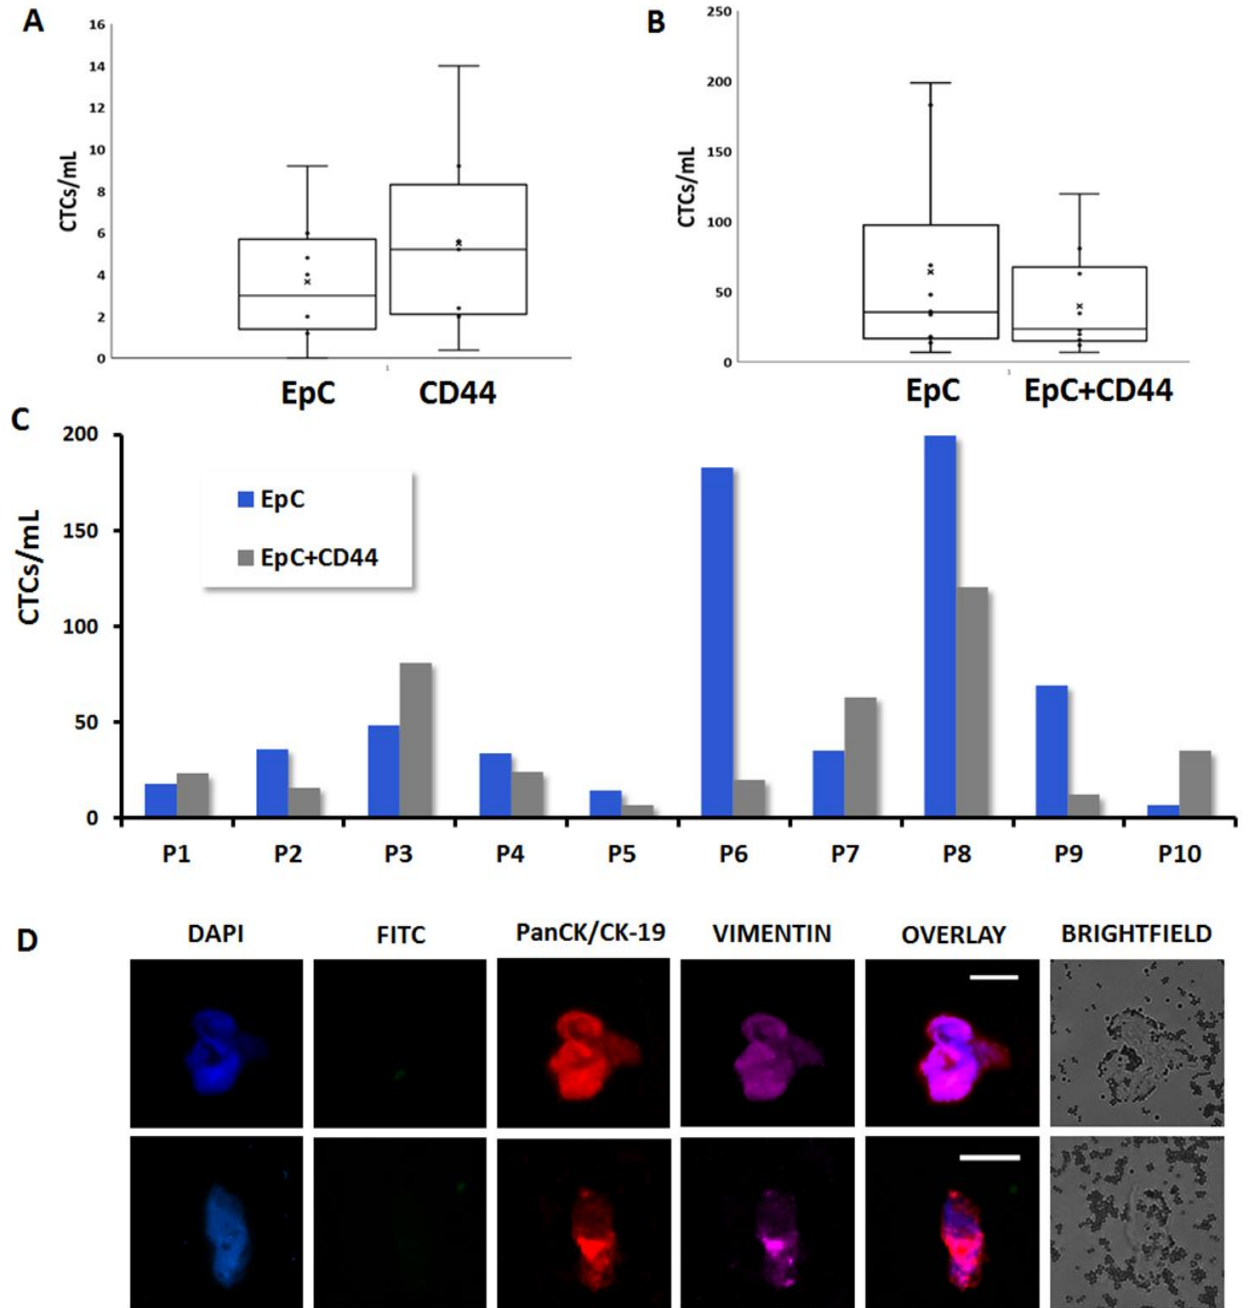 A
16
14
12
10
8
6
4
2
0
CTCs/mL
1
EpC CD44
B
250
200
150
100
50
0
CTCs/mL
1
EpC EpC+CD44
C
200
150
100
50
0
CTCs/mL
EpC
EpC+CD44
P1 P2 P3 P4 P5 P6 P7 P8 P9 P10
D
DAPI FITC PanCK/CK-19 VIMENTIN OVERLAY BRIGHTFIELD